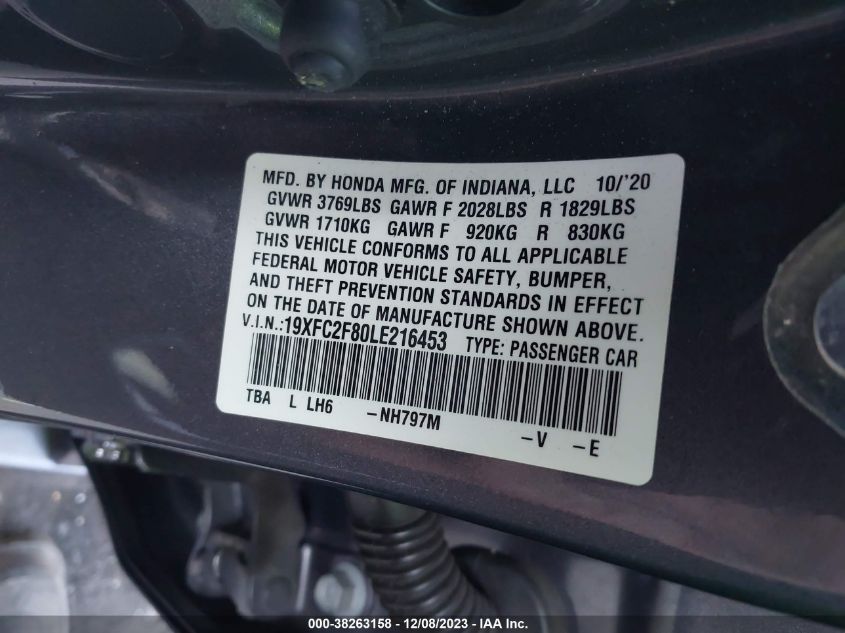 MFD. BY HONDA MFG. OF INDIANA, LLC 10/'20
GVWR 3769LBS GAWR F 2028LBS R 1829LBS
GVWR 1710KG GAWR F 920KG R 830KG
THIS VEHICLE CONFORMS TO ALL APPLICABLE
FEDERAL MOTOR VEHICLE SAFETY, BUMPER,
AND THEFT PREVENTION STANDARDS IN EFFECT
ON THE DATE OF MANUFACTURE SHOWN ABOVE.
V.I.N.:19XFC2F80LE216453 TYPE: PASSENGER CAR
TBA L LH6 -NH797M -V -E
000-38263158 - 12/08/2023 - IAA Inc.